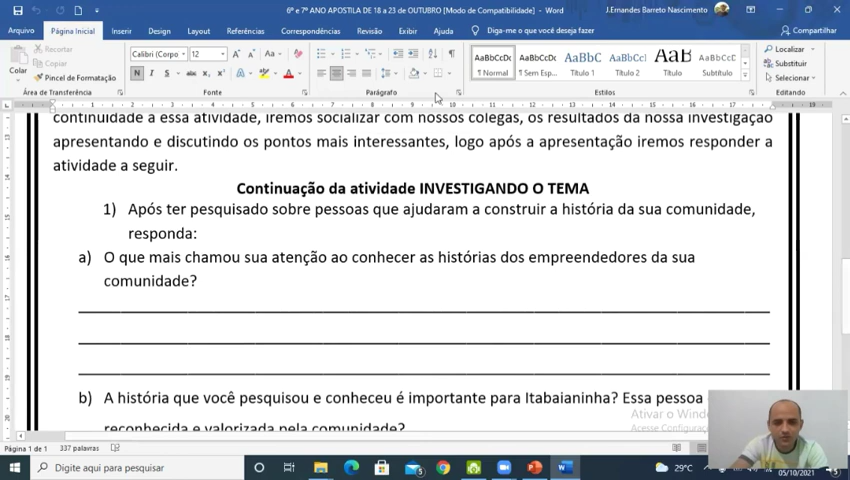 6º e 7º ANO APOSTILA DE 18 a 23 de OUTUBRO [Modo de Compatibilidade] - Word
J.Ernandes Barreto Nascimento
Arquivo Página Inicial Inserir Design Layout Referências Correspondências Revisão Exibir Ajuda Diga-me o que você deseja fazer Compartilhar
Colar
Recortar
Copiar
Pincel de Formatação
Calibri (Corpo 12
N I S
AaBbCcDc AaBbCcDc AaBbC AaBbCcI AaB AaBbCcC
¶ Normal ¶ Sem Esp... Título 1 Título 2 Título Subtítulo
Localizar
Substituir
Selecionar
Área de Transferência Fonte Parágrafo Estilos Editando
continuidade a essa atividade, iremos socializar com nossos colegas, os resultados da nossa investigação
apresentando e discutindo os pontos mais interessantes, logo após a apresentação iremos responder a
atividade a seguir.
Continuação da atividade INVESTIGANDO O TEMA
1) Após ter pesquisado sobre pessoas que ajudaram a construir a história da sua comunidade,
responda:
a) O que mais chamou sua atenção ao conhecer as histórias dos empreendedores da sua
comunidade?
b) A história que você pesquisou e conheceu é importante para Itabaianinha? Essa pessoa
reconhecida e valorizada pela comunidade?
Ativar o Windo
Acesse Configuraç
Página 1 de 1 337 palavras
Digite aqui para pesquisar
29°C
05/10/2021